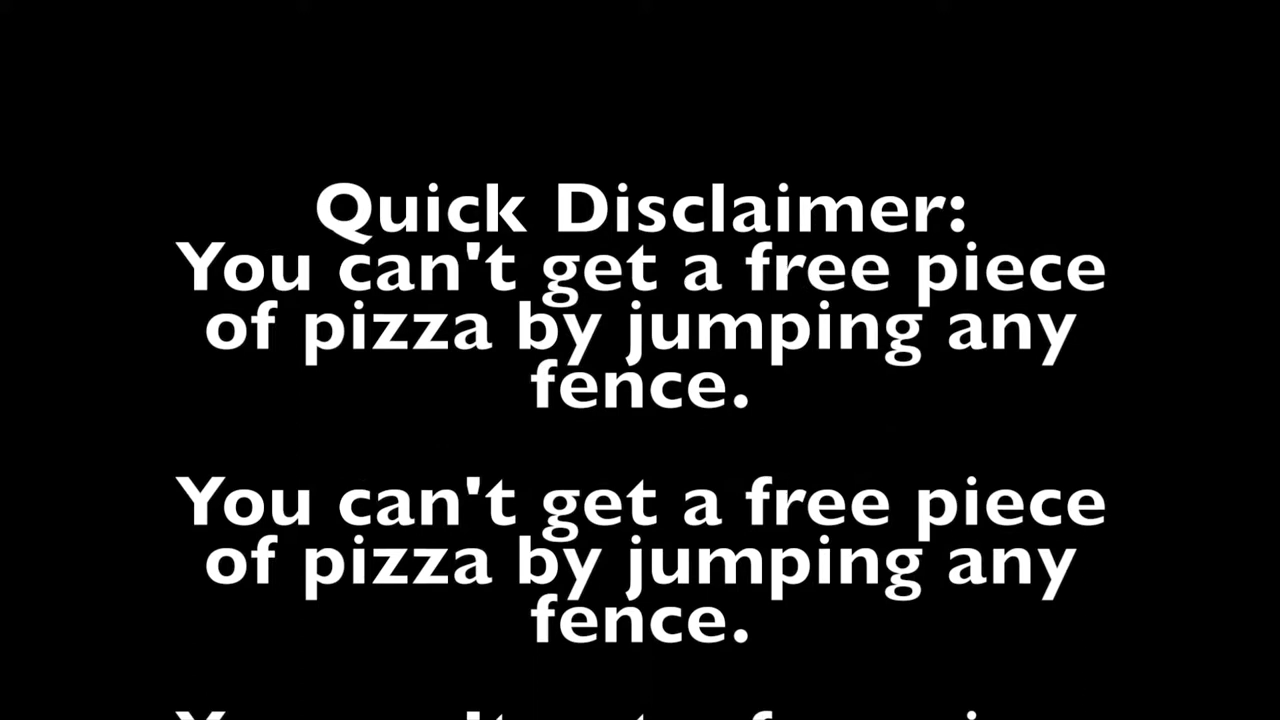 Quick Disclaimer:
You can't get a free piece
of pizza by jumping any
fence.
You can't get a free piece
of pizza by jumping any
fence.